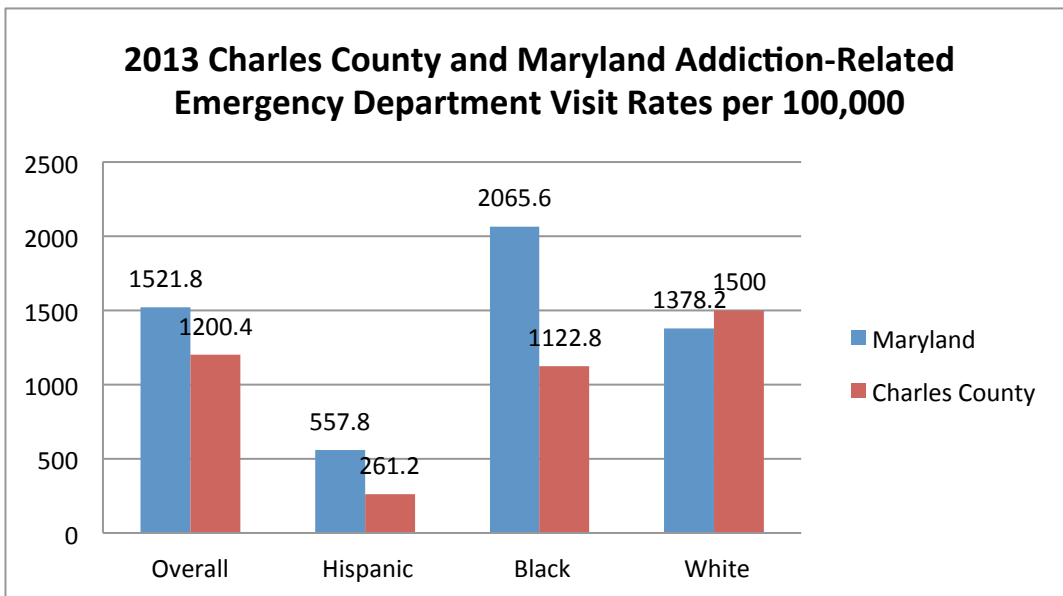 2013 Charles County and Maryland Addiction-Related
Emergency Department Visit Rates per 100,000
2500
2000
1500
1000
500
0
1521.8
1200.4
557.8
261.2
2065.6
1122.8
1378.2
1500
Overall
Hispanic
Black
White
Maryland
Charles County